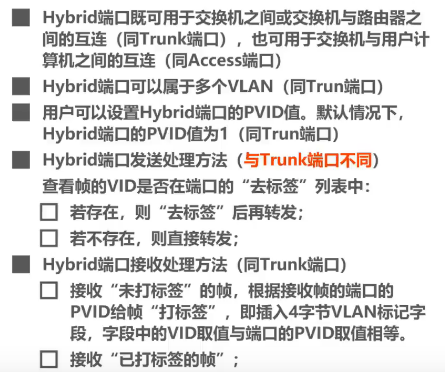 Hybrid端口既可用于交换机之间或交换机与路由器之
间的互连（同Trunk端口），也可用于交换机与用户计
算机之间的互连（同Access端口）
Hybrid端口可以属于多个VLAN（同Trun端口）
用户可以设置Hybrid端口的PVID值。默认情况下，
Hybrid端口的PVID值为1（同Trun端口）
Hybrid端口发送处理方法（与Trunk端口不同）
查看帧的VID是否在端口的“去标签”列表中：
若存在，则“去标签”后再转发；
若不存在，则直接转发；
Hybrid端口接收处理方法（同Trunk端口）
接收“未打标签”的帧，根据接收帧的端口的
PVID给帧“打标签”，即插入4字节VLAN标记字
段，字段中的VID取值与端口的PVID取值相等。
接收“已打标签的帧”；